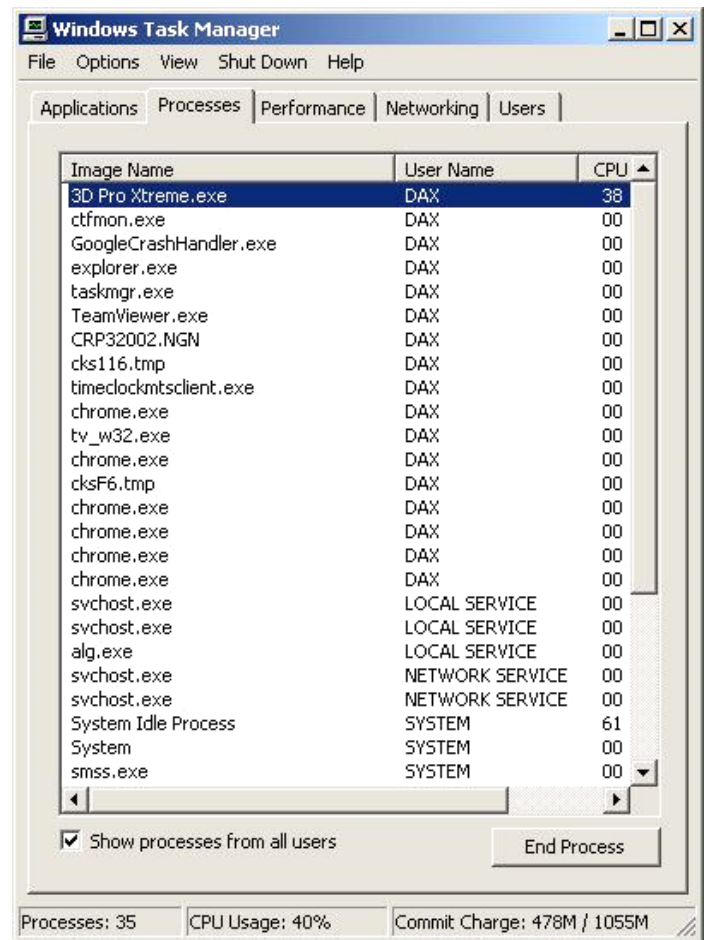 Windows Task Manager
File Options View Shut Down Help
Applications Processes Performance Networking Users
Image Name User Name CPU
3D Pro Xtreme.exe DAX 38
ctfmon.exe DAX 00
GoogleCrashHandler.exe DAX 00
explorer.exe DAX 00
taskmgr.exe DAX 00
TeamViewer.exe DAX 00
CRP32002.NGN DAX 00
cks116.tmp DAX 00
timeclockmtsclient.exe DAX 00
chrome.exe DAX 00
tv_w32.exe DAX 00
chrome.exe DAX 00
cksF6.tmp DAX 00
chrome.exe DAX 00
chrome.exe DAX 00
chrome.exe DAX 00
chrome.exe DAX 00
svchost.exe LOCAL SERVICE 00
svchost.exe LOCAL SERVICE 00
alg.exe LOCAL SERVICE 00
svchost.exe NETWORK SERVICE 00
svchost.exe NETWORK SERVICE 00
System Idle Process SYSTEM 61
System SYSTEM 00
smss.exe SYSTEM 00
Show processes from all users End Process
Processes: 35 CPU Usage: 40% Commit Charge: 478M / 1055M